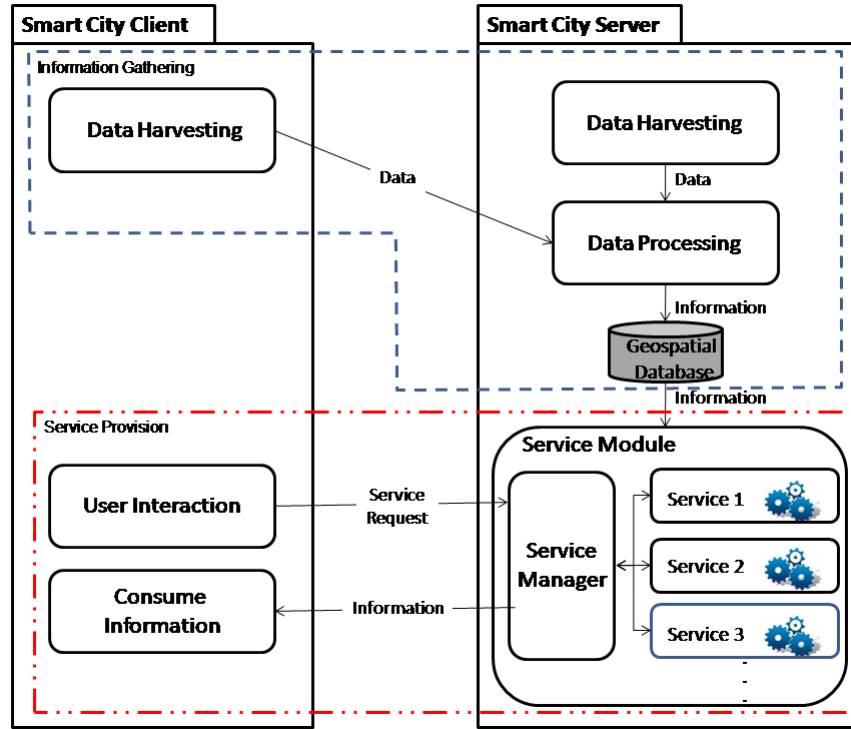 Smart City Client
Smart City Server
Information Gathering
Data Harvesting
Data Harvesting
Data
Data
Data Processing
Information
Geospatial
Database
Information
Service Provision
Service Module
User Interaction
Service
Request
Service
Manager
Service 1
Service 2
Service 3
Consume
Information
Information